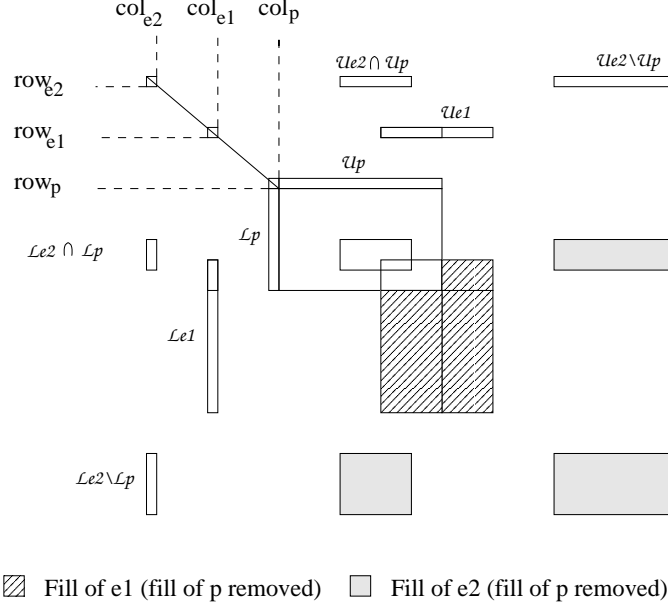 col_e2 col_e1 col_p
row_e2
Ue2 ∩ Up
Ue2\Up
row_e1
Ue1
row_p
Up
Le2 ∩ Lp
Lp
Le1
Le2\Lp
Fill of e1 (fill of p removed)
Fill of e2 (fill of p removed)